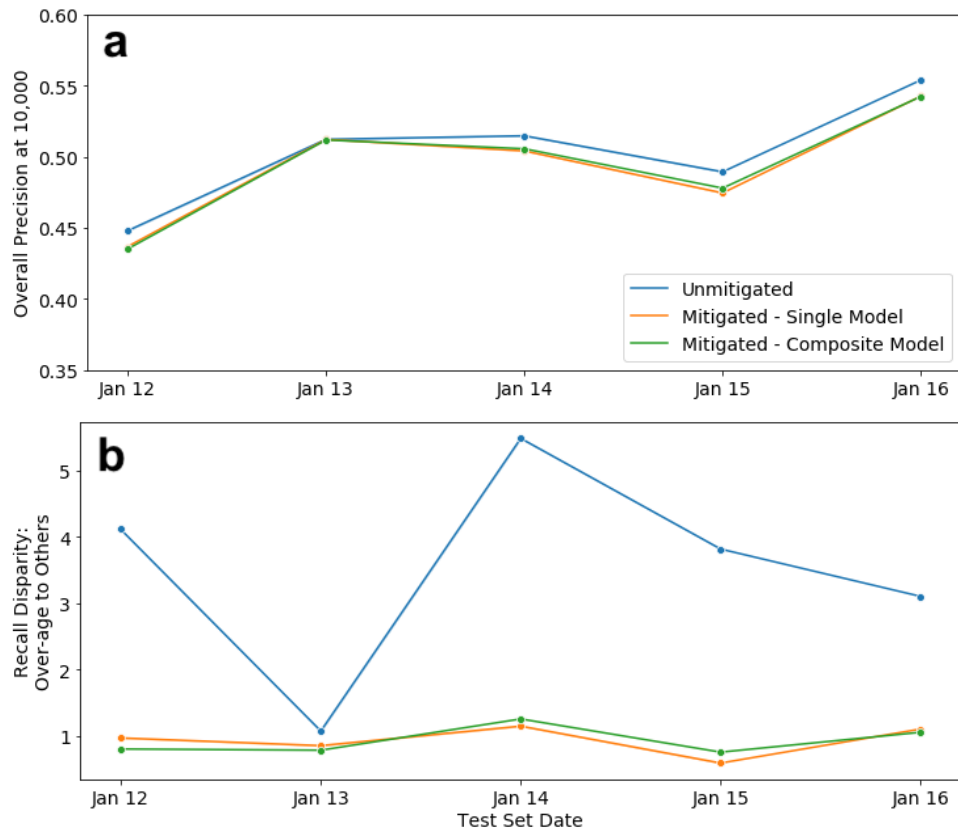 a
Overall Precision at 10,000
0.60
0.55
0.50
0.45
0.40
0.35
Unmitigated
Mitigated - Single Model
Mitigated - Composite Model
Jan 12
Jan 13
Jan 14
Jan 15
Jan 16
b
Recall Disparity:
Over-age to Others
5
4
3
2
1
Jan 12
Jan 13
Jan 14
Jan 15
Jan 16
Test Set Date